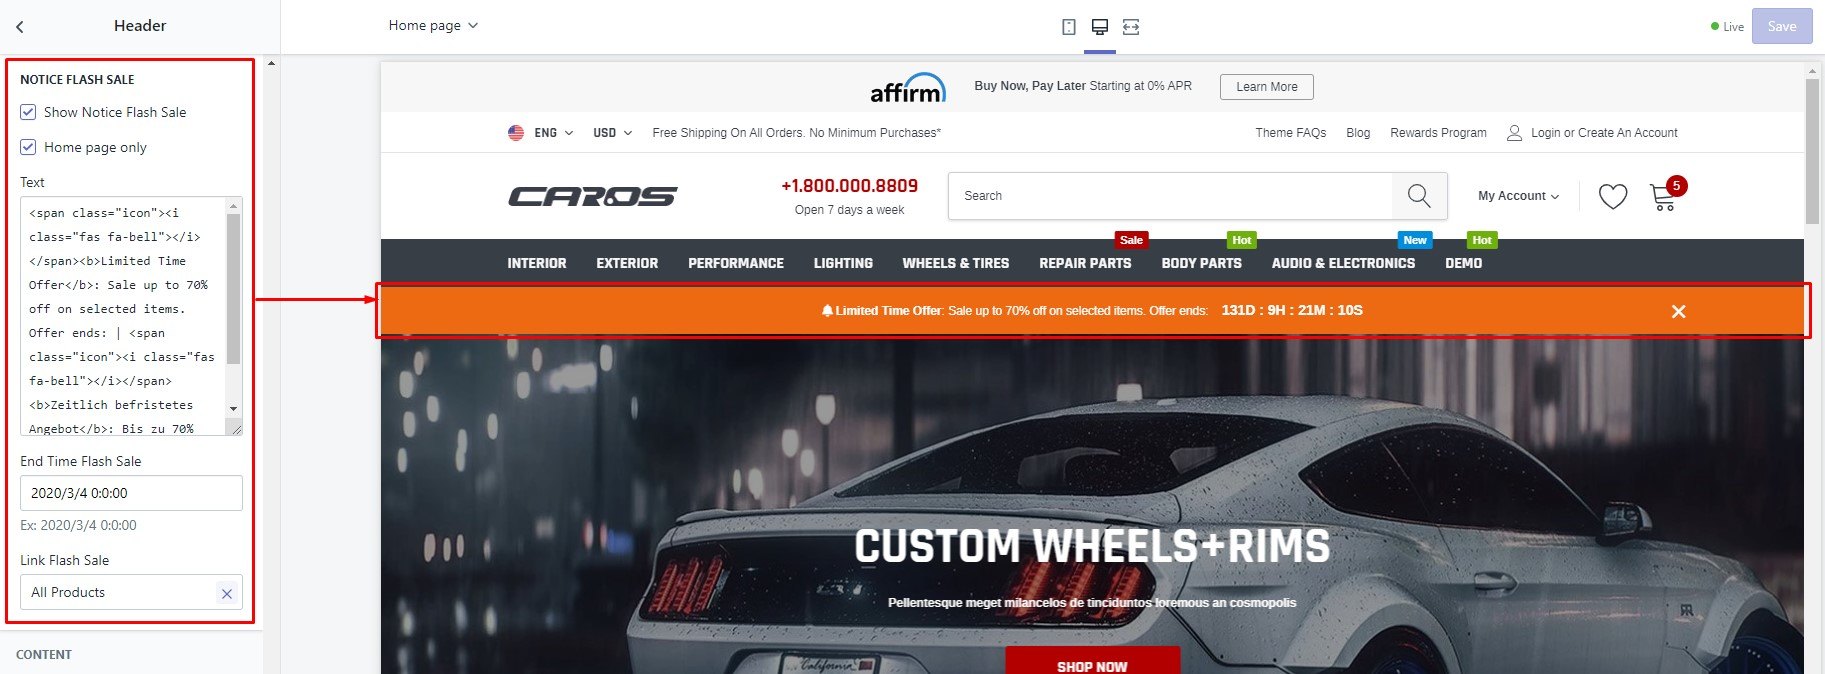 Header
Home page
Live
Save
NOTICE FLASH SALE
Show Notice Flash Sale
Home page only
Text
<span class="icon"><i
class="fas fa-bell"></i>
</span><b>Limited Time
Offer</b>: Sale up to 70%
off on selected items.
Offer ends: | <span
class="icon"><i class="fas
fa-bell"></i></span>
<b>Zeitlich befristetes
Angebot</b>: Bis zu 70%
End Time Flash Sale
2020/3/4 0:0:00
Ex: 2020/3/4 0:0:00
Link Flash Sale
All Products
CONTENT
affirm
Buy Now, Pay Later Starting at 0% APR
Learn More
ENG
USD
Free Shipping On All Orders. No Minimum Purchases*
Theme FAQs
Blog
Rewards Program
Login or Create An Account
CAROS
+1.800.000.8809
Open 7 days a week
Search
My Account
5
Sale
Hot
New
Hot
INTERIOR
EXTERIOR
PERFORMANCE
LIGHTING
WHEELS & TIRES
REPAIR PARTS
BODY PARTS
AUDIO & ELECTRONICS
DEMO
Limited Time Offer: Sale up to 70% off on selected items. Offer ends: 131D : 9H : 21M : 10S
CUSTOM WHEELS+RIMS
Pellentesque meget milancelos de tinciduntos loremous an cosmopolis
California
SHOP NOW